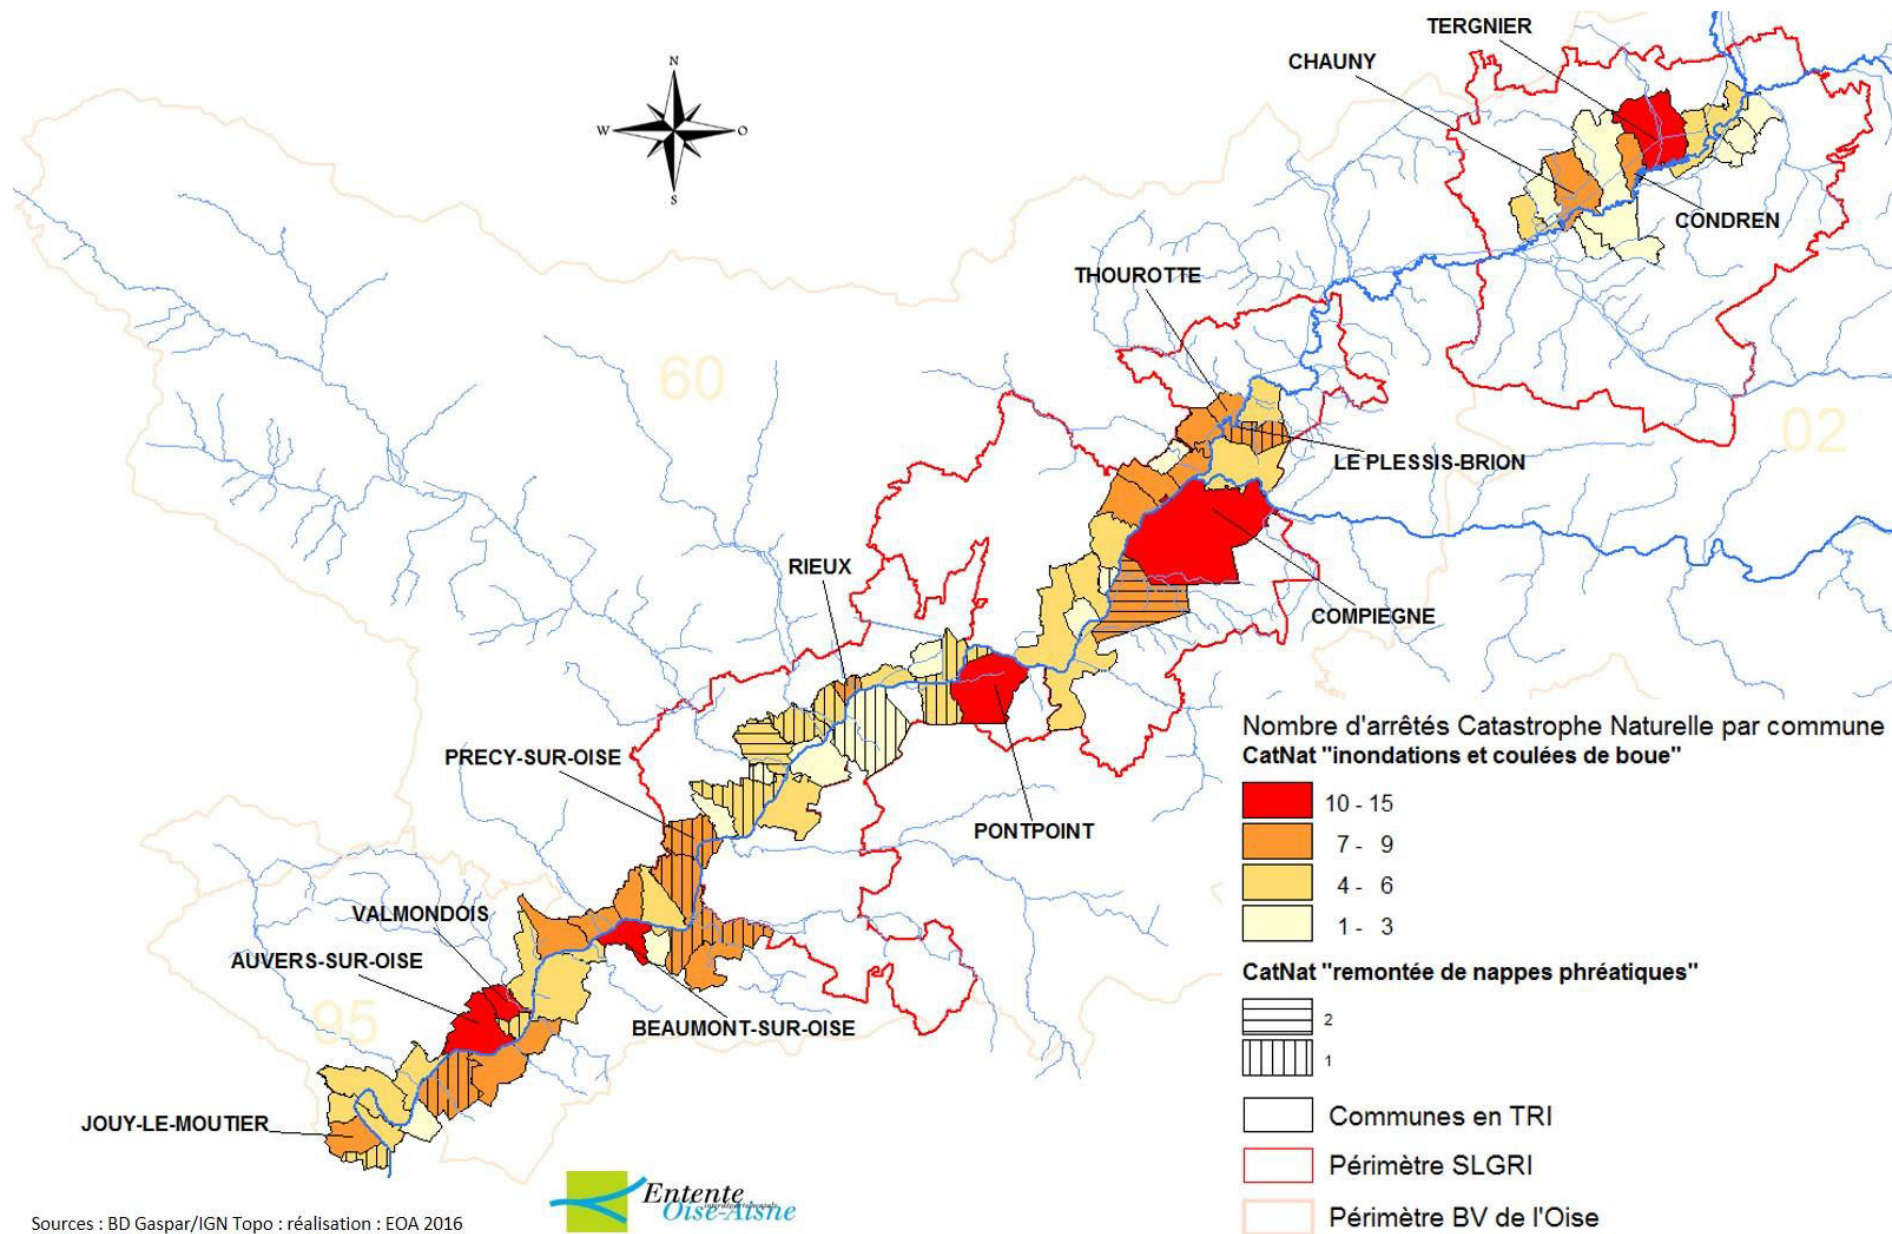 TERGNIER
CHAUNY
N
W
O
S
CONDREN
THOUROTTE
60
02
LE PLESSIS-BRION
RIEUX
COMPIEGNE
Nombre d'arrêtés Catastrophe Naturelle par commune
CatNat "inondations et coulées de boue"
PRECY-SUR-OISE
10 - 15
PONTPOINT
7 - 9
4 - 6
VALMONDOIS
1 - 3
AUVERS-SUR-OISE
CatNat "remontée de nappes phréatiques"
95
BEAUMONT-SUR-OISE
2
1
JOUY-LE-MOUTIER
Communes en TRI
Périmètre SLGRI
Entente
Oise-Aisne
Périmètre BV de l'Oise
Sources : BD Gaspar/IGN Topo : réalisation : EOA 2016